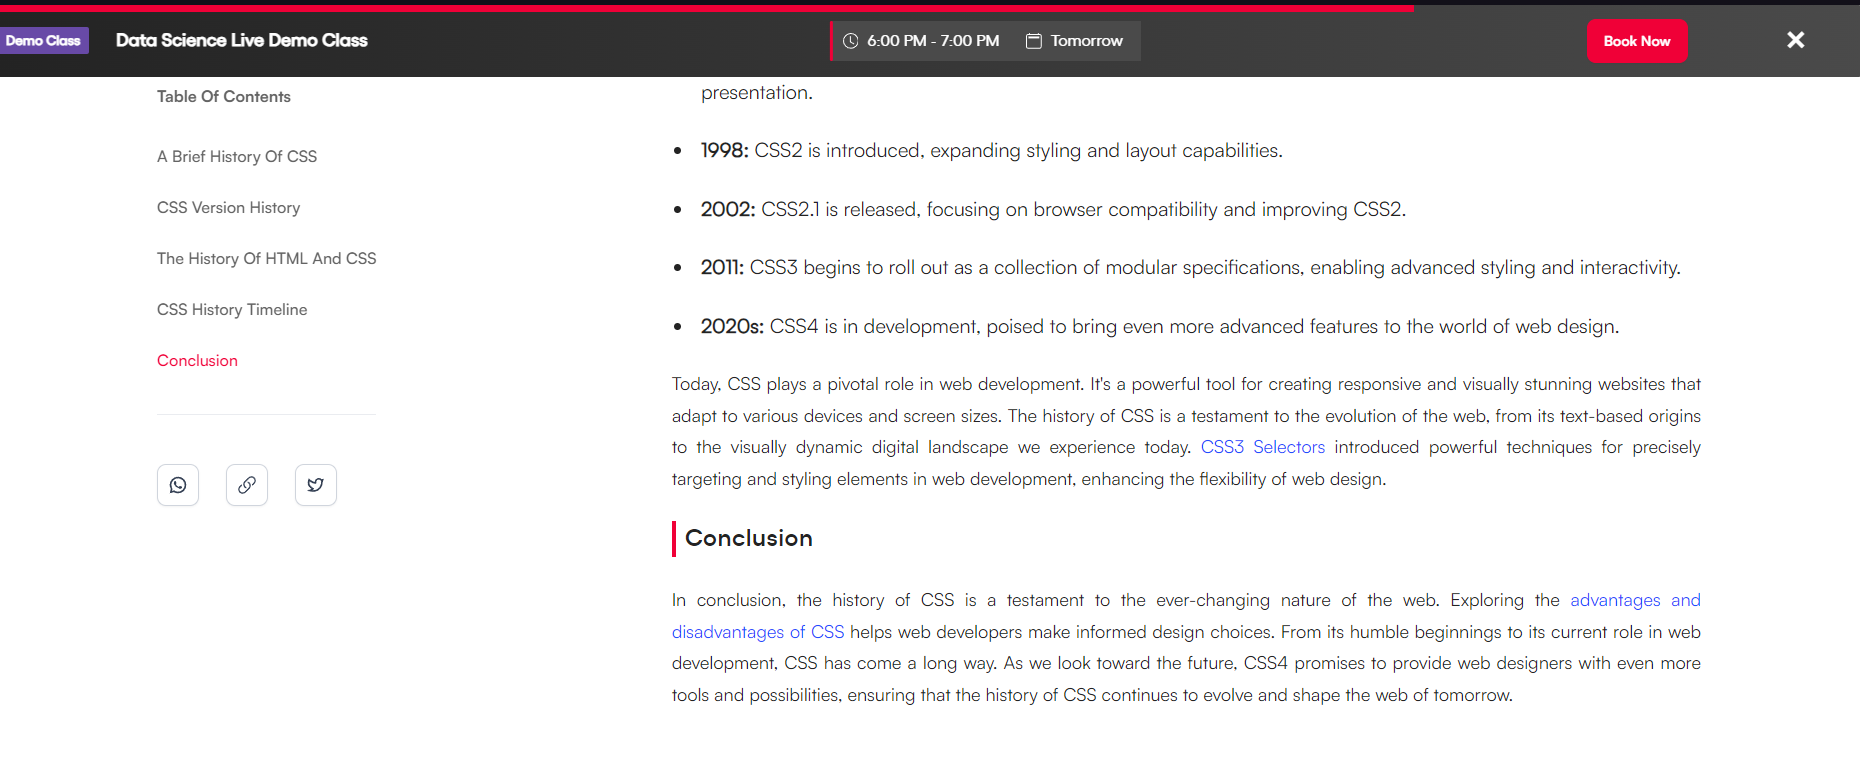 Demo Class
Data Science Live Demo Class
6:00 PM - 7:00 PM
Tomorrow
Book Now
Table Of Contents
A Brief History Of CSS
CSS Version History
The History Of HTML And CSS
CSS History Timeline
Conclusion
presentation.
1998: CSS2 is introduced, expanding styling and layout capabilities.
2002: CSS2.1 is released, focusing on browser compatibility and improving CSS2.
2011: CSS3 begins to roll out as a collection of modular specifications, enabling advanced styling and interactivity.
2020s: CSS4 is in development, poised to bring even more advanced features to the world of web design.
Today, CSS plays a pivotal role in web development. It's a powerful tool for creating responsive and visually stunning websites that
adapt to various devices and screen sizes. The history of CSS is a testament to the evolution of the web, from its text-based origins
to the visually dynamic digital landscape we experience today. CSS3 Selectors introduced powerful techniques for precisely
targeting and styling elements in web development, enhancing the flexibility of web design.
Conclusion
In conclusion, the history of CSS is a testament to the ever-changing nature of the web. Exploring the advantages and
disadvantages of CSS helps web developers make informed design choices. From its humble beginnings to its current role in web
development, CSS has come a long way. As we look toward the future, CSS4 promises to provide web designers with even more
tools and possibilities, ensuring that the history of CSS continues to evolve and shape the web of tomorrow.